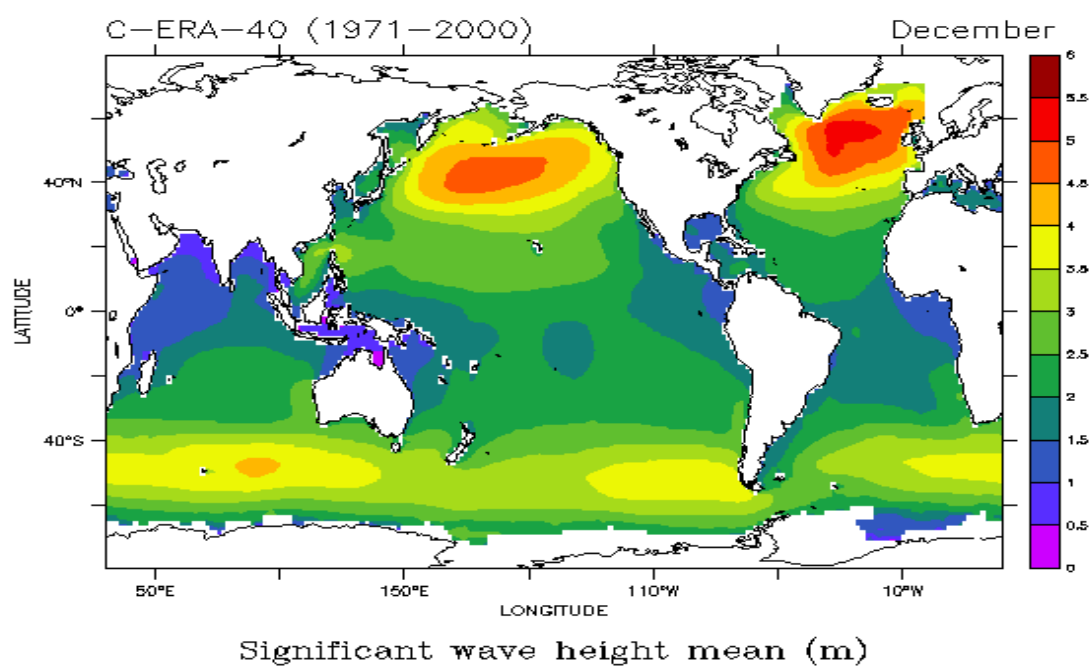 C-ERA-40 (1971-2000) December
6
5.5
5
4.5
4
3.5
3
2.5
2
1.5
1
0.5
0
40°N
0°
40°S
LATITUDE
50°E 150°E 110°W 10°W
LONGITUDE
Significant wave height mean (m)